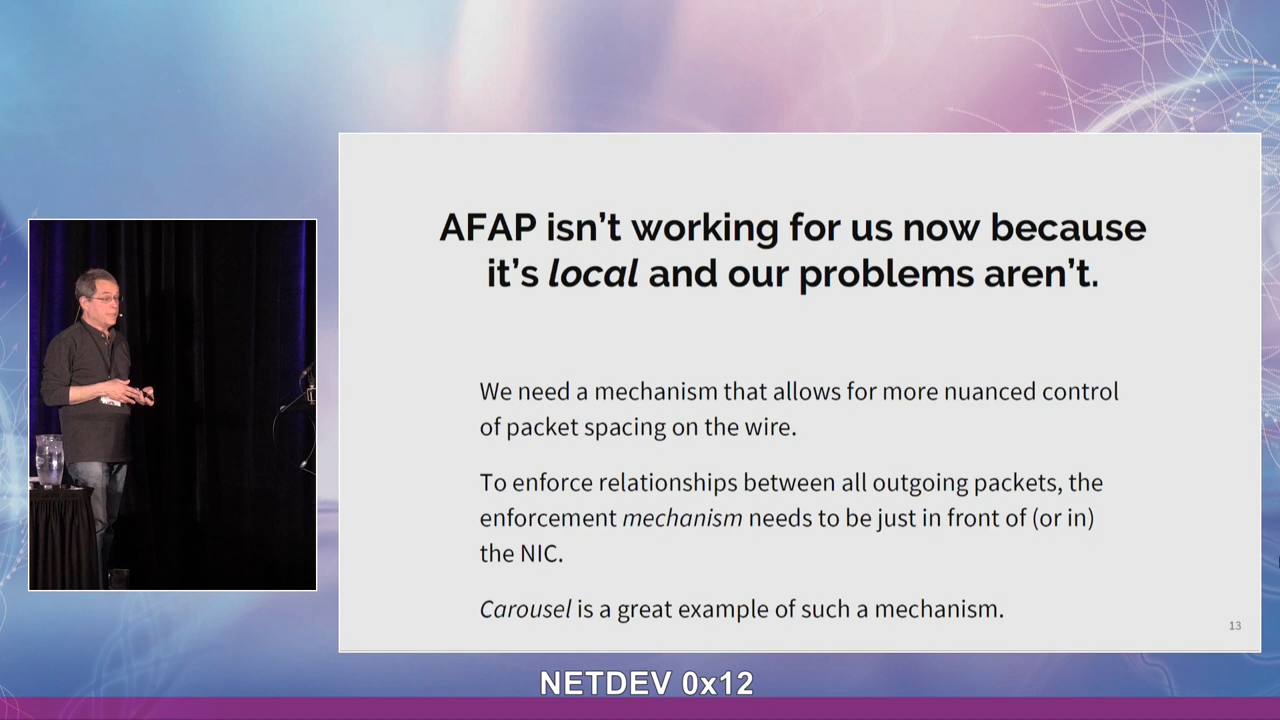 AFAP isn’t working for us now because
it’s local and our problems aren’t.
We need a mechanism that allows for more nuanced control
of packet spacing on the wire.
To enforce relationships between all outgoing packets, the
enforcement mechanism needs to be just in front of (or in)
the NIC.
Carousel is a great example of such a mechanism.
13
NETDEV 0x12